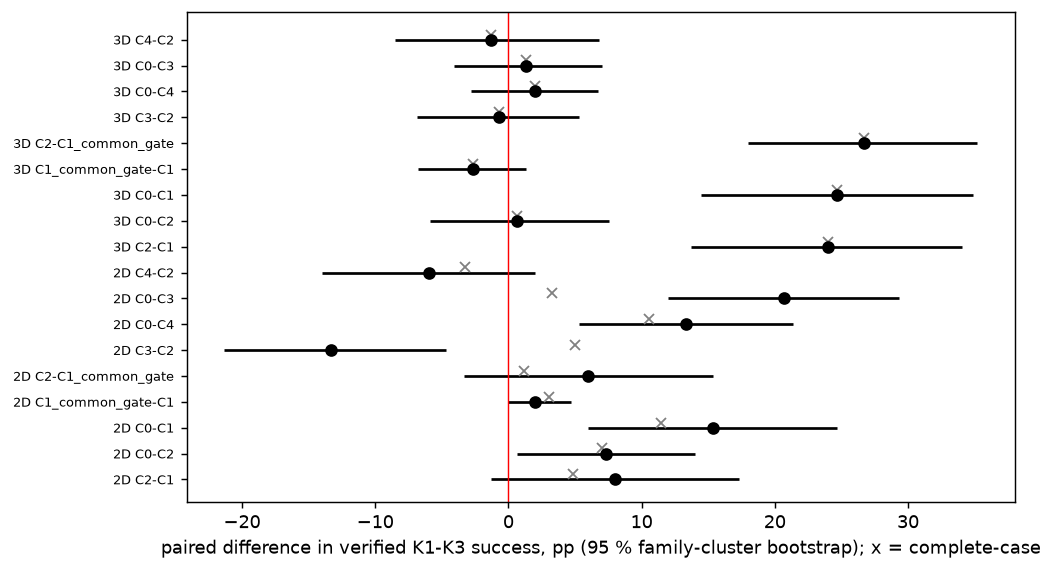 3D C4-C2
3D C0-C3
3D C0-C4
3D C3-C2
3D C2-C1_common_gate
3D C1_common_gate-C1
3D C0-C1
3D C0-C2
3D C2-C1
2D C4-C2
2D C0-C3
2D C0-C4
2D C3-C2
2D C2-C1_common_gate
2D C1_common_gate-C1
2D C0-C1
2D C0-C2
2D C2-C1
−20 −10 0 10 20 30
paired difference in verified K1-K3 success, pp (95 % family-cluster bootstrap); x = complete-case